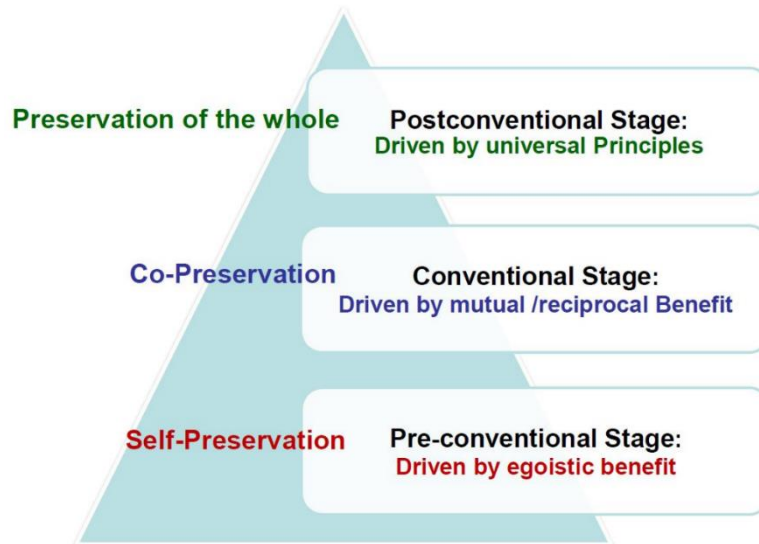 Preservation of the whole
Postconventional Stage:
Driven by universal Principles
Co-Preservation
Conventional Stage:
Driven by mutual /reciprocal Benefit
Self-Preservation
Pre-conventional Stage:
Driven by egoistic benefit